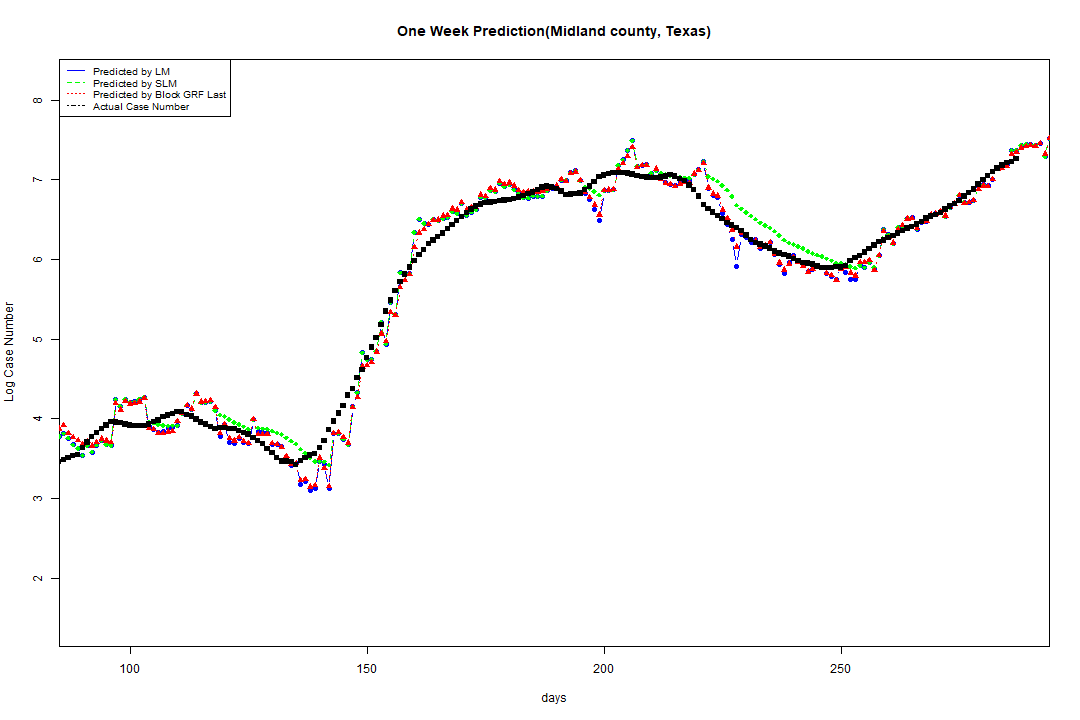 One Week Prediction(Midland county, Texas)
Predicted by LM
Predicted by SLM
Predicted by Block GRF Last
Actual Case Number
8
7
6
5
4
3
2
Log Case Number
100 150 200 250
days